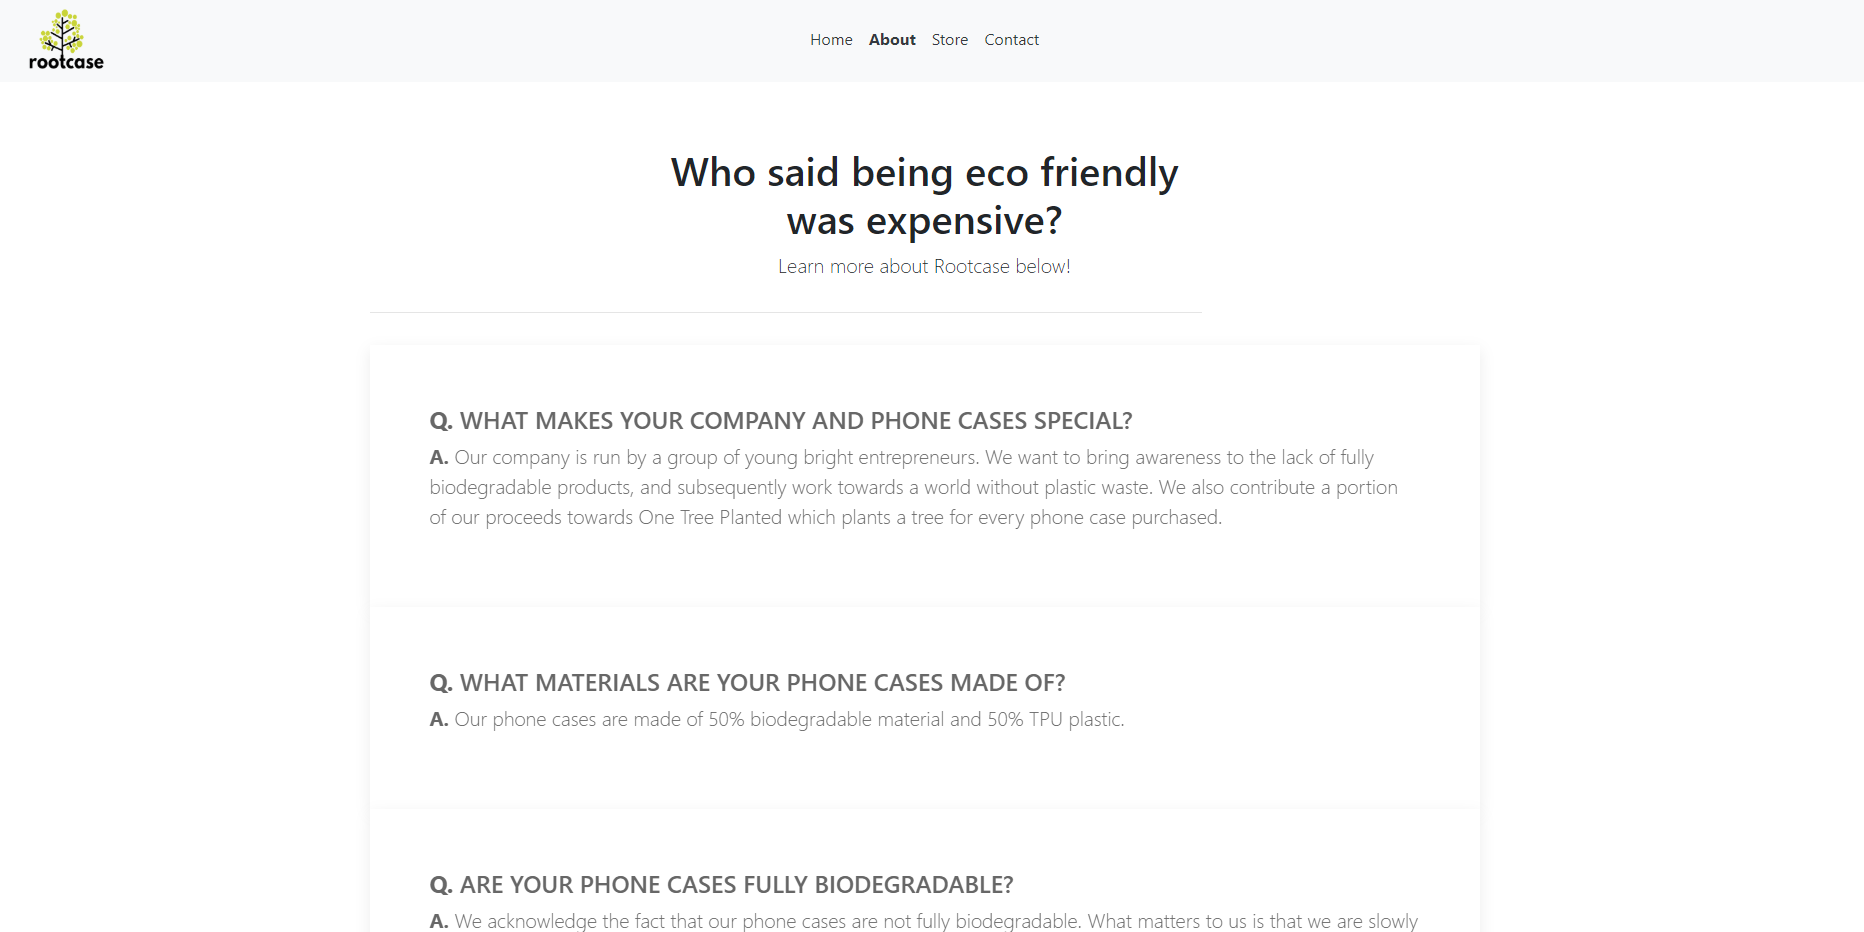 rootcase
Home About Store Contact
Who said being eco friendly
was expensive?
Learn more about Rootcase below!
Q. WHAT MAKES YOUR COMPANY AND PHONE CASES SPECIAL?
A. Our company is run by a group of young bright entrepreneurs. We want to bring awareness to the lack of fully
biodegradable products, and subsequently work towards a world without plastic waste. We also contribute a portion
of our proceeds towards One Tree Planted which plants a tree for every phone case purchased.
Q. WHAT MATERIALS ARE YOUR PHONE CASES MADE OF?
A. Our phone cases are made of 50% biodegradable material and 50% TPU plastic.
Q. ARE YOUR PHONE CASES FULLY BIODEGRADABLE?
A. We acknowledge the fact that our phone cases are not fully biodegradable. What matters to us is that we are slowly